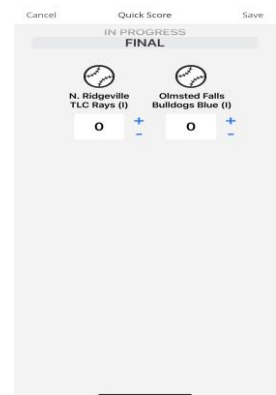 Cancel Quick Score Save
IN PROGRESS
FINAL
N. Ridgeville Olmsted Falls
TLC Rays (I) Bulldogs Blue (I)
0 + 0 +
- -